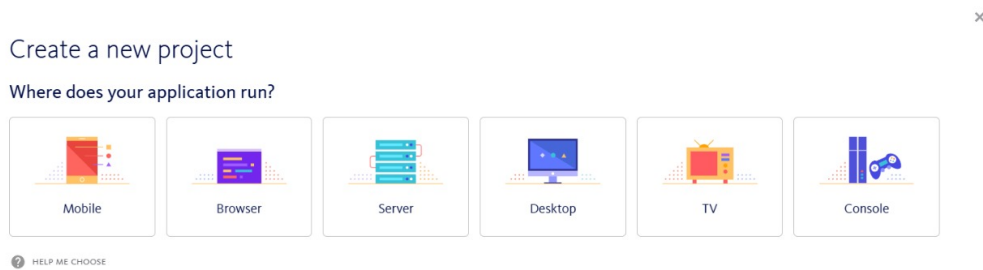 Create a new project
Where does your application run?
Mobile
Browser
Server
Desktop
TV
Console
HELP ME CHOOSE